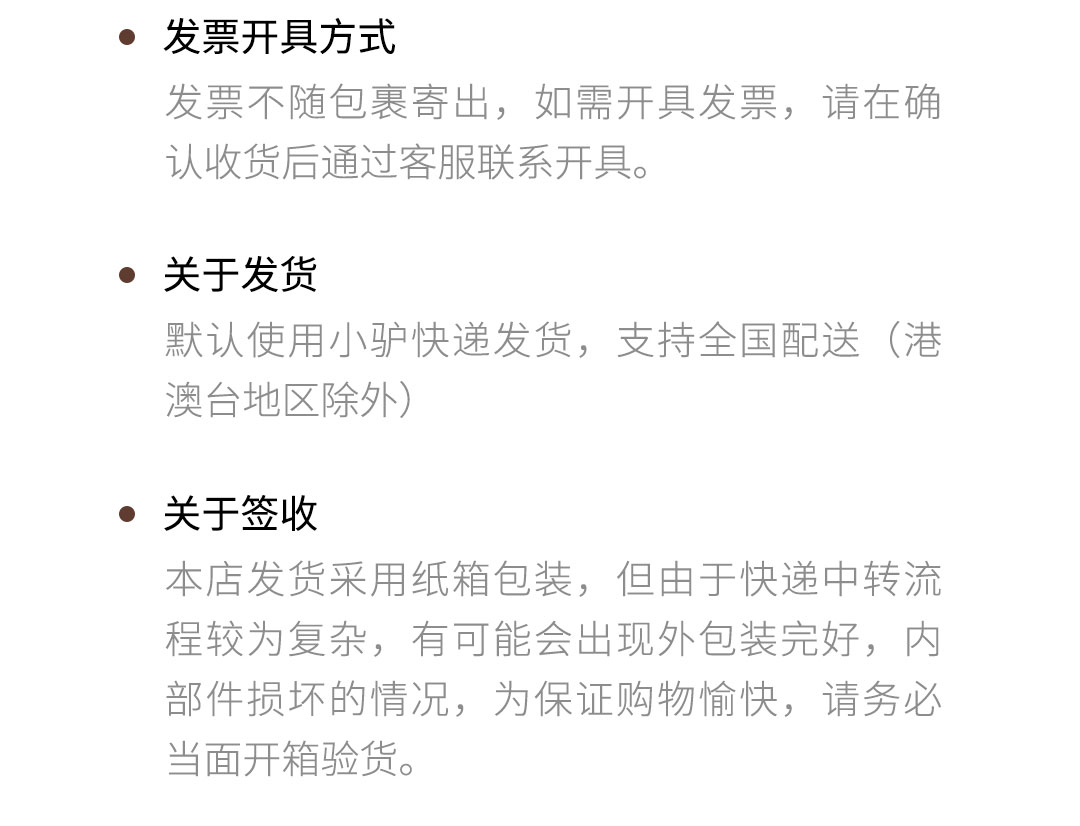 发票开具方式
发票不随包裹寄出，如需开具发票，请在确
认收货后通过客服联系开具。
关于发货
默认使用小驴快递发货，支持全国配送（港
澳台地区除外）
关于签收
本店发货采用纸箱包装，但由于快递中转流
程较为复杂，有可能会出现外包装完好，内
部件损坏的情况，为保证购物愉快，请务必
当面开箱验货。